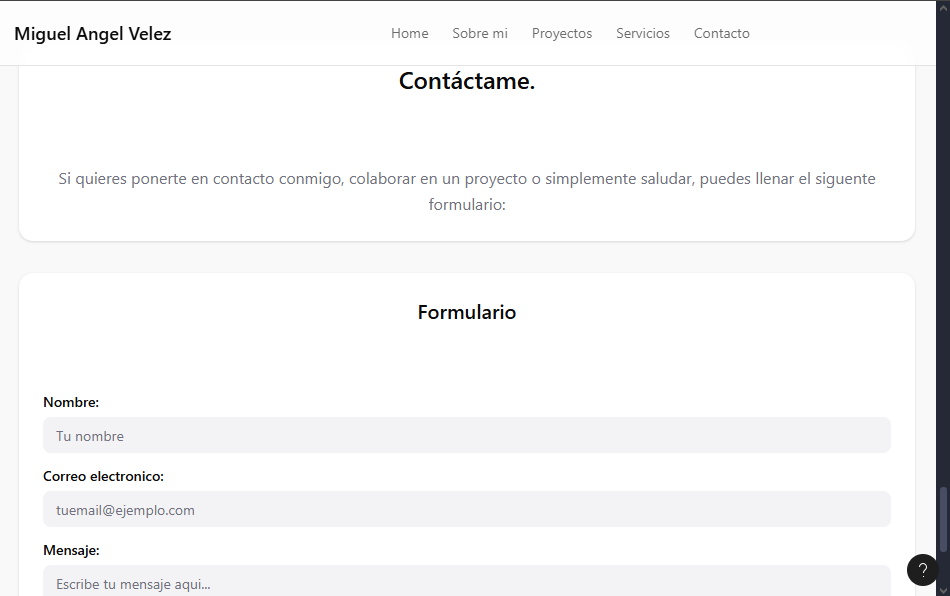 Miguel Angel Velez
Home Sobre mi Proyectos Servicios Contacto
Contáctame.
Si quieres ponerte en contacto conmigo, colaborar en un proyecto o simplemente saludar, puedes llenar el siguente
formulario:
Formulario
Nombre:
Tu nombre
Correo electronico:
tuemail@ejemplo.com
Mensaje:
Escribe tu mensaje aqui...
?